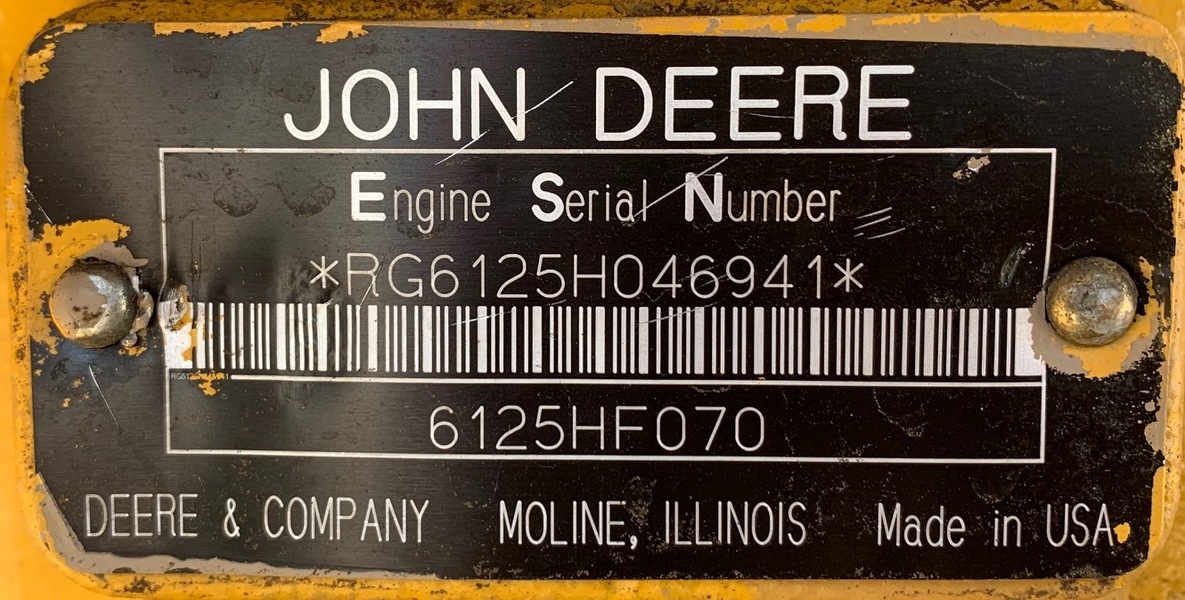 JOHN DEERE
Engine Serial Number
*RG6125H046941*
6125HF070
DEERE & COMPANY MOLINE, ILLINOIS Made in USA